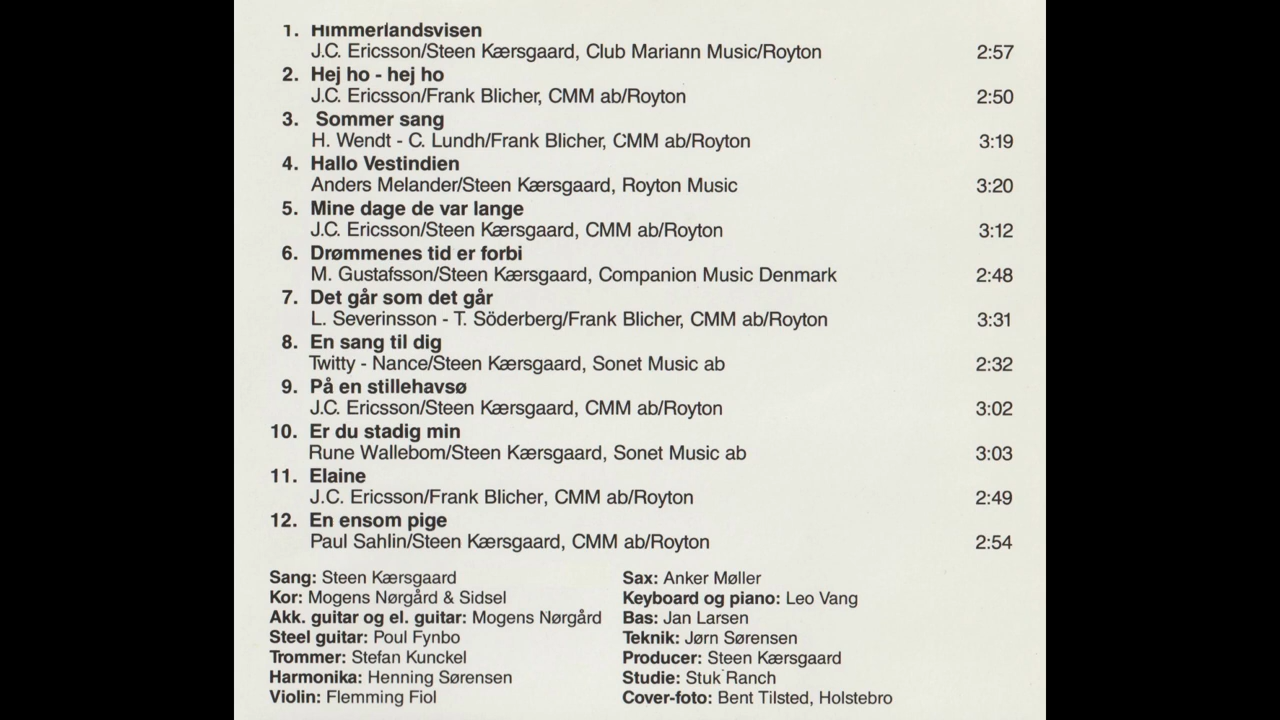 1. Himmerlandsvisen
J.C. Ericsson/Steen Kærsgaard, Club Mariann Music/Royton 2:57
2. Hej ho - hej ho
J.C. Ericsson/Frank Blicher, CMM ab/Royton 2:50
3. Sommer sang
H. Wendt - C. Lundh/Frank Blicher, CMM ab/Royton 3:19
4. Hallo Vestindien
Anders Melander/Steen Kærsgaard, Royton Music 3:20
5. Mine dage de var lange
J.C. Ericsson/Steen Kærsgaard, CMM ab/Royton 3:12
6. Drømmenes tid er forbi
M. Gustafsson/Steen Kærsgaard, Companion Music Denmark 2:48
7. Det går som det går
L. Severinsson - T. Söderberg/Frank Blicher, CMM ab/Royton 3:31
8. En sang til dig
Twitty - Nance/Steen Kærsgaard, Sonet Music ab 2:32
9. På en stillehavsø
J.C. Ericsson/Steen Kærsgaard, CMM ab/Royton 3:02
10. Er du stadig min
Rune Wallebom/Steen Kærsgaard, Sonet Music ab 3:03
11. Elaine
J.C. Ericsson/Frank Blicher, CMM ab/Royton 2:49
12. En ensom pige
Paul Sahlin/Steen Kærsgaard, CMM ab/Royton 2:54
Sang: Steen Kærsgaard
Kor: Mogens Nørgård & Sidsel
Akk. guitar og el. guitar: Mogens Nørgård
Steel guitar: Poul Fynbo
Trommer: Stefan Kunckel
Harmonika: Henning Sørensen
Violin: Flemming Fiol
Sax: Anker Møller
Keyboard og piano: Leo Vang
Bas: Jan Larsen
Teknik: Jørn Sørensen
Producer: Steen Kærsgaard
Studie: Stuk Ranch
Cover-foto: Bent Tilsted, Holstebro